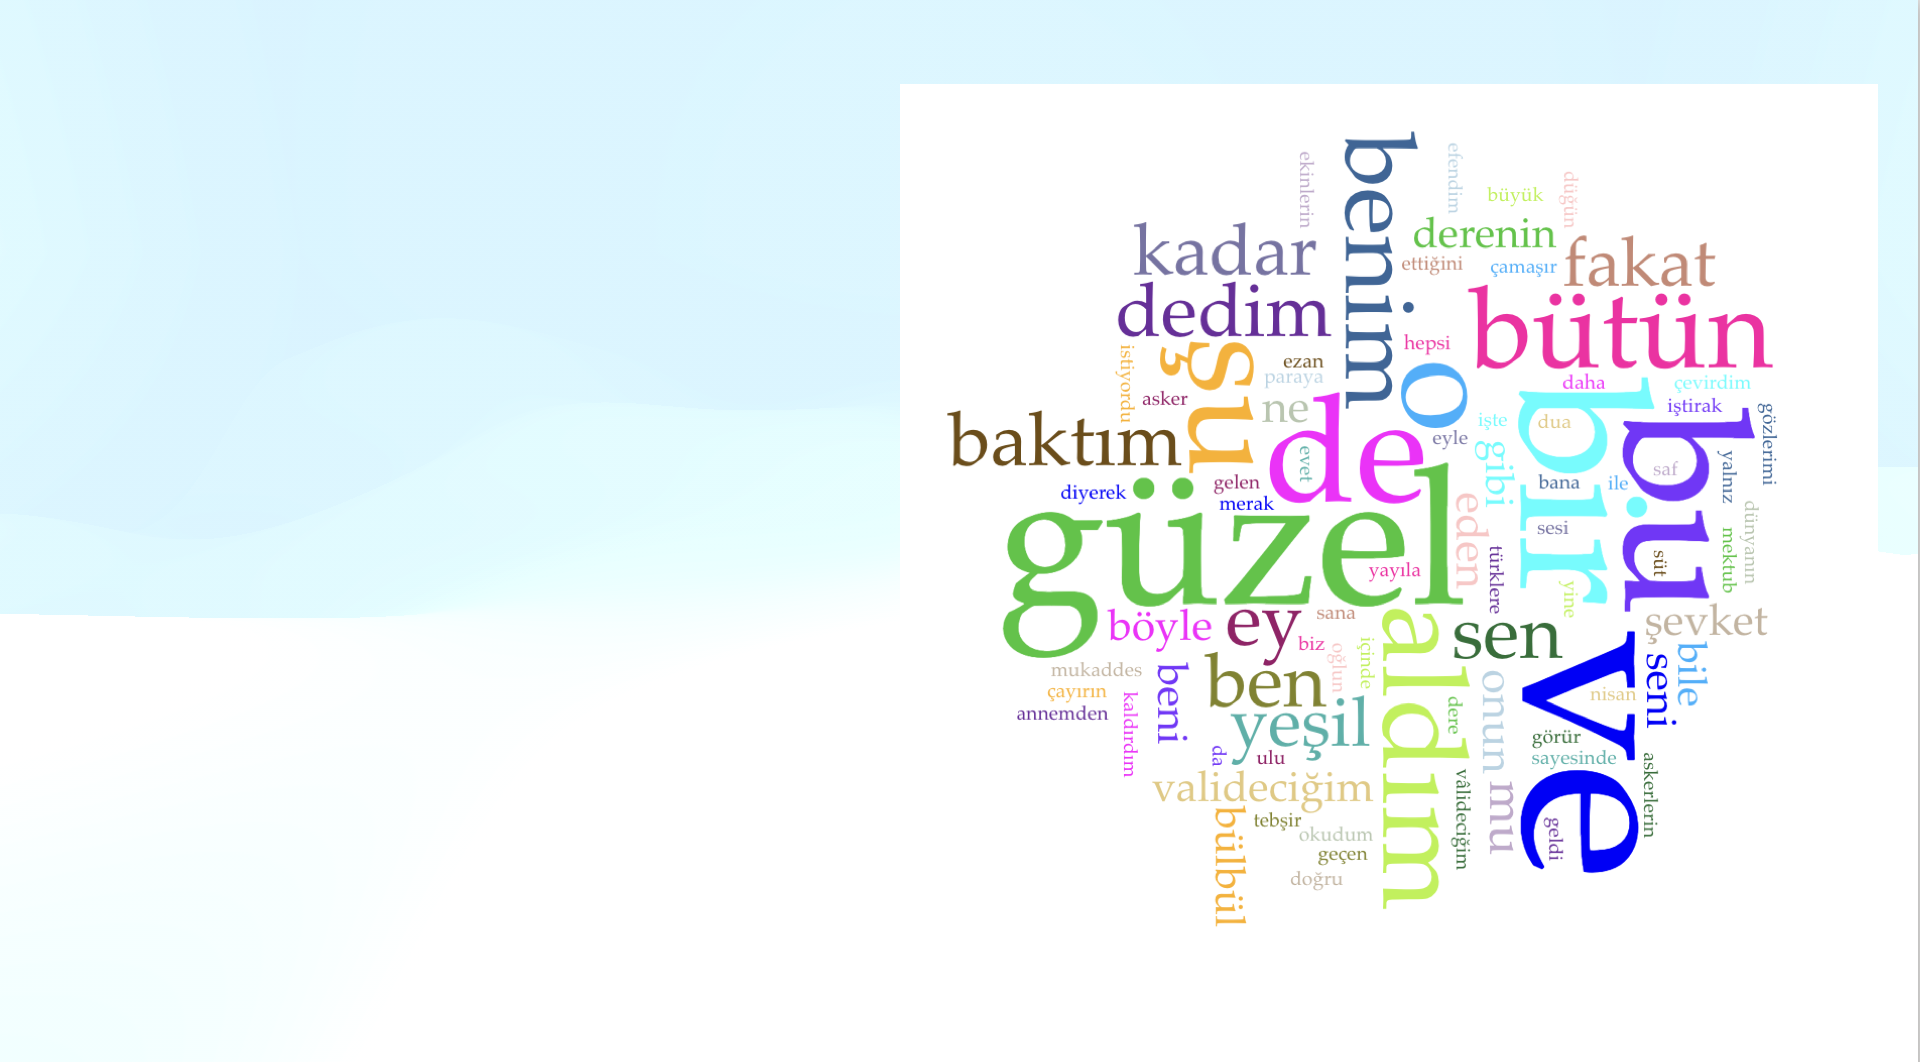 ekinlerin
benim
efendim
büyük
düğün
kadar
derenin
fakat
ettiğini
çamaşır
dedim
bütün
hepsi
şu
istiyordu
ezan
paraya
o
daha
çevirdim
asker
ne
de
bir
bu
iştirak
gözlerimi
baktım
işte
dua
eyle
evet
gibi
saf
yalnız
diyerek
gelen
merak
bana
ile
güzel
eden
sesi
dünyanın
türklere
süt
mektub
yayıla
yine
böyle
ey
sana
aldım
sen
şevket
biz
oğlun
içinde
ve
seni
bile
mukaddes
beni
ben
onun
nisan
çayırın
annemden
kaldırdım
yeşil
dere
görür
da
ulu
sayesinde
askerlerin
valideciğim
vâlideciğim
mu
bülbül
tebşir
okudum
geldi
geçen
doğru